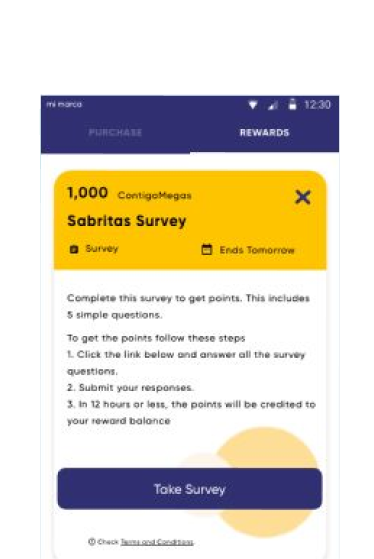 mi marca 12:30
PURCHASE REWARDS
1,000 ContigoMegas
Sabritas Survey
Survey Ends Tomorrow
Complete this survey to get points. This includes
5 simple questions.
To get the points follow these steps
1. Click the link below and answer all the survey
questions.
2. Submit your responses.
3. In 12 hours or less, the points will be credited to
your reward balance
Take Survey
Check Terms and Conditions.